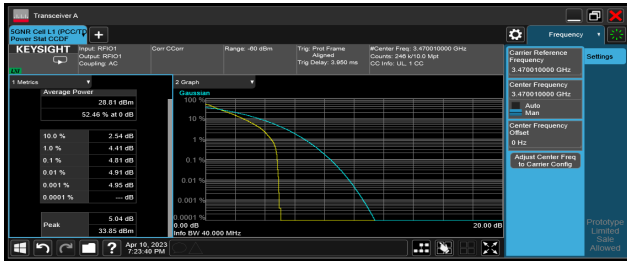 Transceiver A
5GNR Cell L1 (PCC/T)
Power Stat CCDF
Frequency
KEYSIGHT
Input: RFIO1
Output: RFIO1
Coupling: AC
Corr CCorr
Range: -60 dBm
Trig: Prot Frame
Aligned
Trig Delay: 3.950 ms
#Center Freq: 3.470010000 GHz
Counts: 246 k/10.0 Mpt
CC Info: UL, 1 CC
LV
Carrier Reference
Frequency
3.470010000 GHz
Settings
Center Frequency
3.470010000 GHz
Auto
Man
Center Frequency
Offset
0 Hz
Adjust Center Freq
to Carrier Config
1 Metrics
Average Power
28.81 dBm
52.46 % at 0 dB
10.0 % 2.54 dB
1.0 % 4.41 dB
0.1 % 4.81 dB
0.01 % 4.91 dB
0.001 % 4.95 dB
0.0001 % --- dB
Peak
5.04 dB
33.85 dBm
2 Graph
Gaussian
100 %
10 %
1 %
0.1 %
0.01 %
0.001 %
0.0001 %
0.00 dB
20.00 dB
Info BW 40.000 MHz
Apr 10, 2023
7:23:40 PM
Prototype
Limited
Sale
Allowed